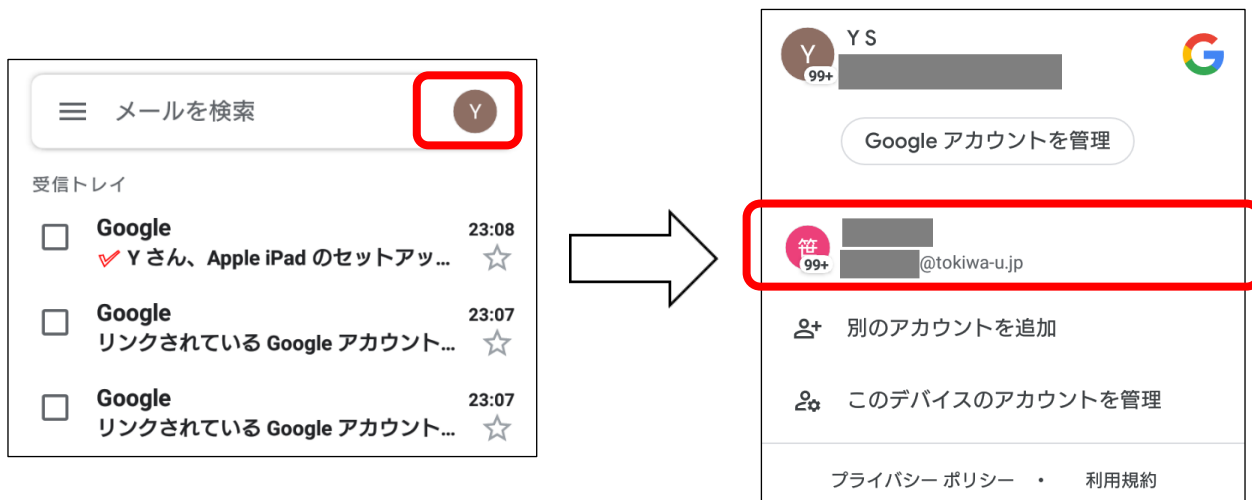 メールを検索
Y
受信トレイ
Google
23:08
Y さん、Apple iPad のセットアッ...
Google
23:07
リンクされている Google アカウント...
Google
23:07
リンクされている Google アカウント...
Y
99+
Y S
G
Google アカウントを管理
笹
99+
@tokiwa-u.jp
別のアカウントを追加
このデバイスのアカウントを管理
プライバシー ポリシー ・ 利用規約